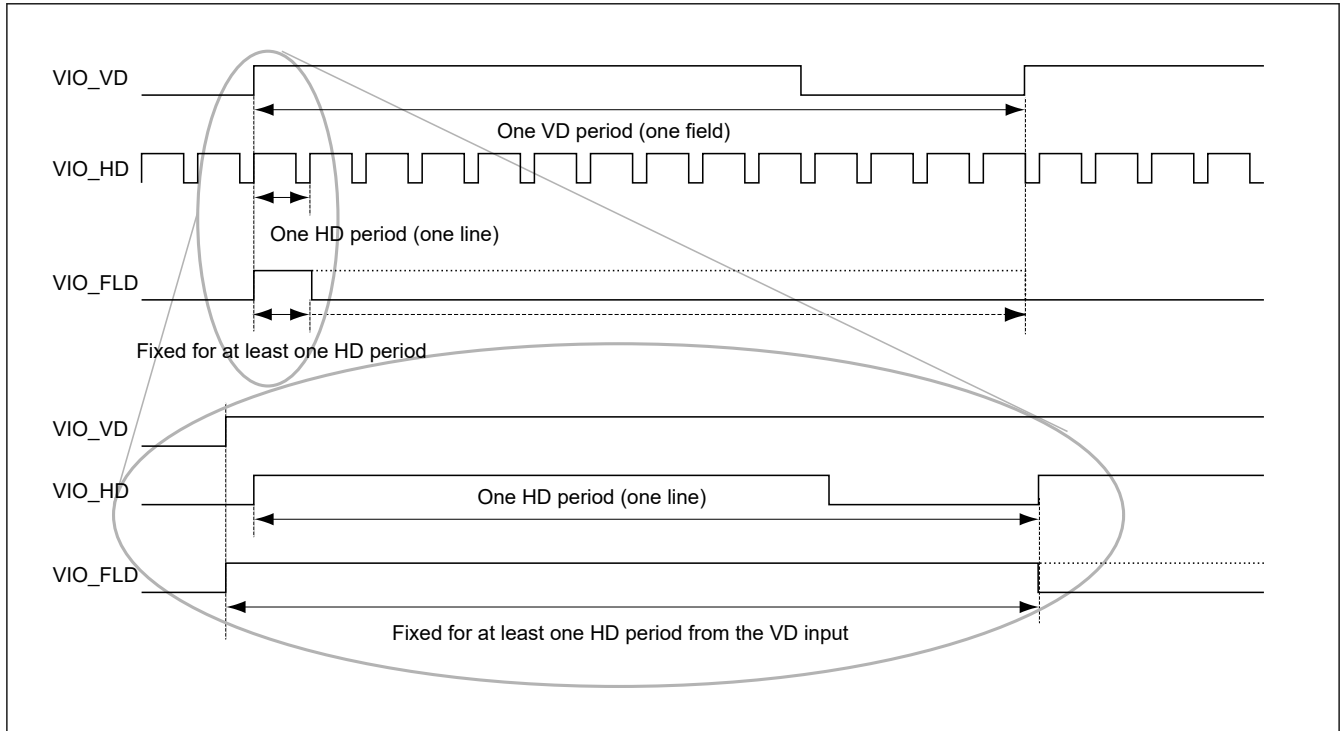 VIO_VD
One VD period (one field)
VIO_HD
One HD period (one line)
VIO_FLD
Fixed for at least one HD period
VIO_VD
VIO_HD
One HD period (one line)
VIO_FLD
Fixed for at least one HD period from the VD input